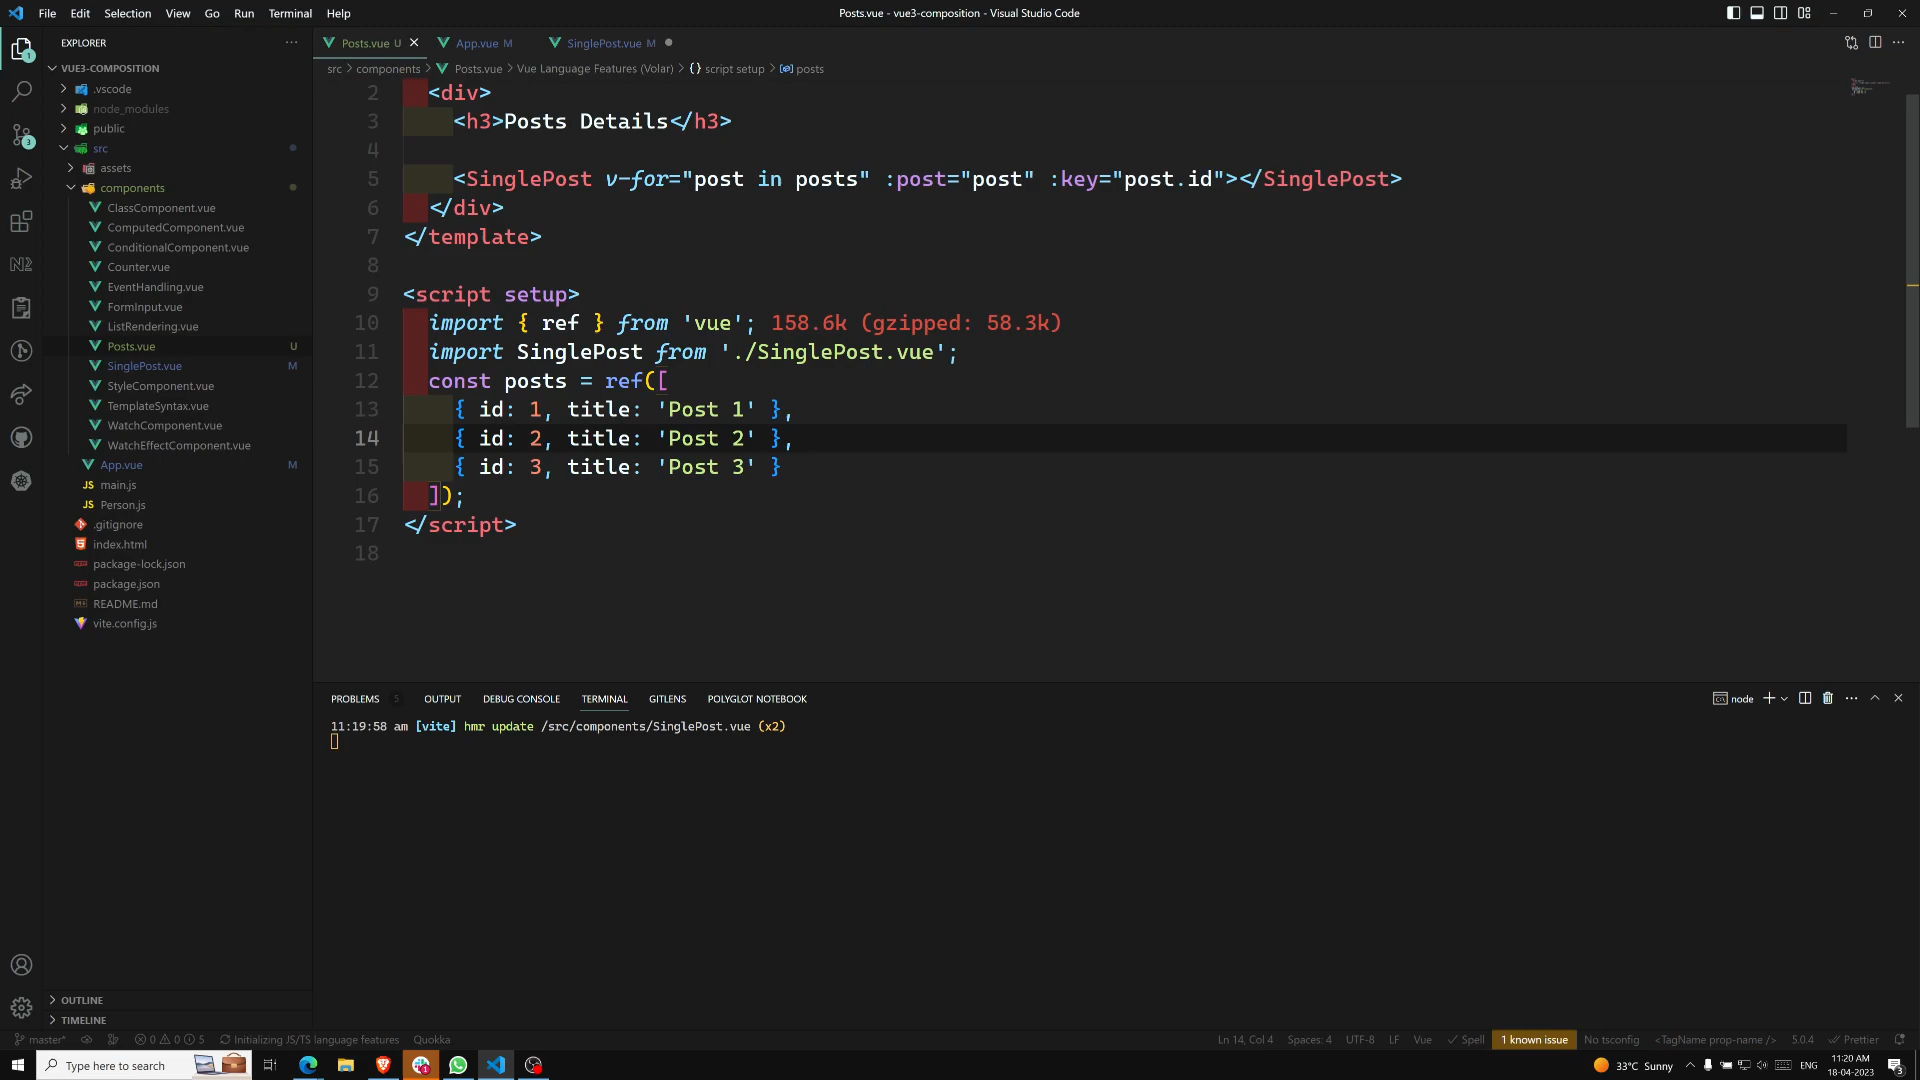 File Edit Selection View Go Run Terminal Help
Posts.vue - vue3-composition - Visual Studio Code
EXPLORER
Posts.vue U
App.vue M
SinglePost.vue M
src > components > Posts.vue > Vue Language Features (Volar) > {} script setup > posts
VUE3-COMPOSITION
.vscode
node_modules
public
src
assets
components
ClassComponent.vue
ComputedComponent.vue
ConditionalComponent.vue
Counter.vue
EventHandling.vue
FormInput.vue
ListRendering.vue
Posts.vue U
SinglePost.vue M
StyleComponent.vue
TemplateSyntax.vue
WatchComponent.vue
WatchEffectComponent.vue
App.vue M
JS main.js
JS Person.js
.gitignore
index.html
package-lock.json
package.json
README.md
vite.config.js
OUTLINE
TIMELINE
2 <div>
3 <h3>Posts Details</h3>
4
5 <SinglePost v-for="post in posts" :post="post" :key="post.id"></SinglePost>
6 </div>
7 </template>
8
9 <script setup>
10 import { ref } from 'vue'; 158.6k (gzipped: 58.3k)
11 import SinglePost from './SinglePost.vue';
12 const posts = ref([
13 { id: 1, title: 'Post 1' },
14 { id: 2, title: 'Post 2' },
15 { id: 3, title: 'Post 3' }
16 ]);
17 </script>
18
PROBLEMS 5 OUTPUT DEBUG CONSOLE TERMINAL GITLENS POLYGLOT NOTEBOOK
node
11:19:58 am [vite] hmr update /src/components/SinglePost.vue (x2)
master* 0 0 5 Initializing JS/TS language features Quokka
Ln 14, Col 4 Spaces: 4 UTF-8 LF Vue Spell 1 known issue No tsconfig <TagName prop-name /> 5.0.4 Prettier
Type here to search
33°C Sunny
ENG
11:20 AM
18-04-2023
3